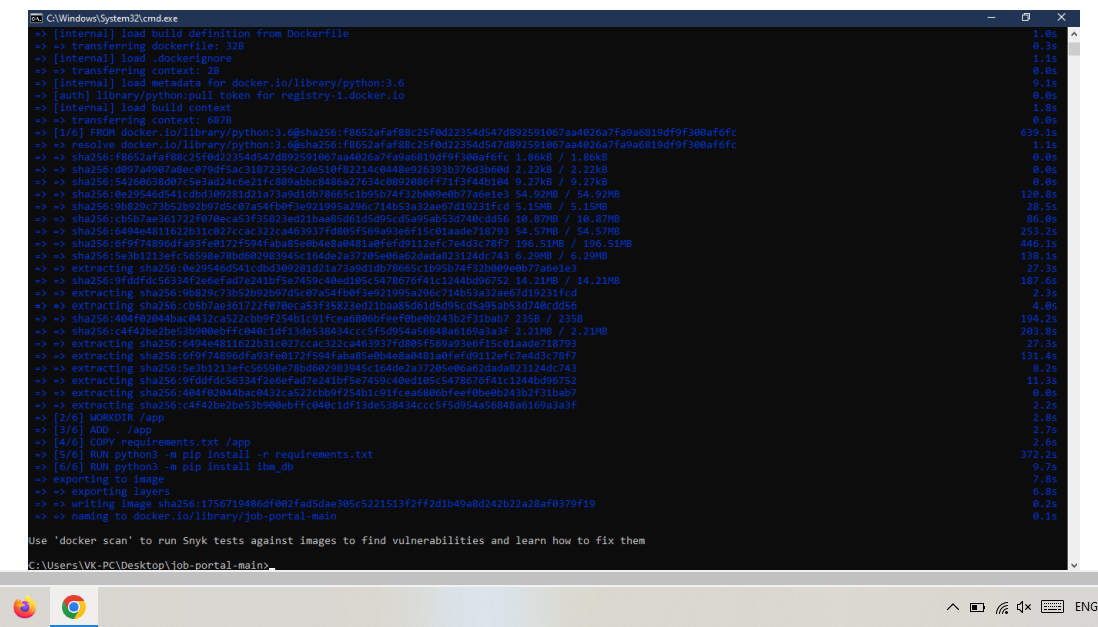 C:\Windows\System32\cmd.exe
=> [internal] load build definition from Dockerfile 1.0s
=> => transferring dockerfile: 32B 0.3s
=> [internal] load .dockerignore 1.1s
=> => transferring context: 2B 0.0s
=> [internal] load metadata for docker.io/library/python:3.6 9.1s
=> [auth] library/python:pull token for registry-1.docker.io 0.0s
=> [internal] load build context 1.8s
=> => transferring context: 687B 0.0s
=> [1/6] FROM docker.io/library/python:3.6@sha256:f8652afaf88c25f0d22354d547d892591067aa4026a7fa9a6819df9f300af6fc 639.1s
=> => resolve docker.io/library/python:3.6@sha256:f8652afaf88c25f0d22354d547d892591067aa4026a7fa9a6819df9f300af6fc 1.1s
=> => sha256:f8652afaf88c25f0d22354d547d892591067aa4026a7fa9a6819df9f300af6fc 1.86kB / 1.86kB 0.0s
=> => sha256:d097a4907a8ec079df5ac31872359c2de510f82214c0448e926393b376d3b60d 2.22kB / 2.22kB 0.0s
=> => sha256:54260638d07c5e3ad24c6e21fc889abbc8486a27634c0892086ff71f3f44b104 9.27kB / 9.27kB 0.0s
=> => sha256:0e29546d541cdbd309281d21a73a9d1db78665c1b95b74f32b009e0b77a6e1e3 54.92MB / 54.92MB 120.8s
=> => sha256:9b829c73b52b92b97d5c07a54fb0f3e921995a296c714b53a32ae67d19231fcd 5.15MB / 5.15MB 28.5s
=> => sha256:cb5b7ae361722f070eca53f35823ed21baa85d61d5d95cd5a95ab53d740cdd56 10.87MB / 10.87MB 86.0s
=> => sha256:6494e4811622b31c027ccac322ca463937fd805f569a93e6f15c01aade718793 54.57MB / 54.57MB 253.2s
=> => sha256:6f9f74896dfa93fe0172f594faba85e0b4e8a0481a0fefd9112efc7e4d3c78f7 196.51MB / 196.51MB 446.1s
=> => sha256:5e3b1213efc56598e78bd602983945c164de2a37205e06a62dada823124dc743 6.29MB / 6.29MB 138.1s
=> => extracting sha256:0e29546d541cdbd309281d21a73a9d1db78665c1b95b74f32b009e0b77a6e1e3 27.3s
=> => sha256:9fddfdc56334f2e6efad7e241bf5e7459c40ed105c5478676f41c1244bd96752 14.21MB / 14.21MB 187.6s
=> => extracting sha256:9b829c73b52b92b97d5c07a54fb0f3e921995a296c714b53a32ae67d19231fcd 2.3s
=> => extracting sha256:cb5b7ae361722f070eca53f35823ed21baa85d61d5d95cd5a95ab53d740cdd56 4.0s
=> => sha256:404f02044bac0432ca522cbb9f254b1c91fcea6806bfeef0be0b243b2f31bab7 235B / 235B 194.2s
=> => sha256:c4f42be2be53b900ebffc040c1df13de538434ccc5f5d954a56848a6169a3a3f 2.21MB / 2.21MB 203.8s
=> => extracting sha256:6494e4811622b31c027ccac322ca463937fd805f569a93e6f15c01aade718793 27.3s
=> => extracting sha256:6f9f74896dfa93fe0172f594faba85e0b4e8a0481a0fefd9112efc7e4d3c78f7 131.4s
=> => extracting sha256:5e3b1213efc56598e78bd602983945c164de2a37205e06a62dada823124dc743 8.2s
=> => extracting sha256:9fddfdc56334f2e6efad7e241bf5e7459c40ed105c5478676f41c1244bd96752 11.3s
=> => extracting sha256:404f02044bac0432ca522cbb9f254b1c91fcea6806bfeef0be0b243b2f31bab7 0.0s
=> => extracting sha256:c4f42be2be53b900ebffc040c1df13de538434ccc5f5d954a56848a6169a3a3f 2.2s
=> [2/6] WORKDIR /app 2.8s
=> [3/6] ADD . /app 2.7s
=> [4/6] COPY requirements.txt /app 2.6s
=> [5/6] RUN python3 -m pip install -r requirements.txt 372.2s
=> [6/6] RUN python3 -m pip install ibm_db 9.7s
=> exporting to image 7.8s
=> => exporting layers 6.8s
=> => writing image sha256:1756719486df002fad5dae305c5221513f2ff2d1b49a8d242b22a28af0379f19 0.2s
=> => naming to docker.io/library/job-portal-main 0.1s
Use 'docker scan' to run Snyk tests against images to find vulnerabilities and learn how to fix them
C:\Users\VK-PC\Desktop\job-portal-main>_
ENG